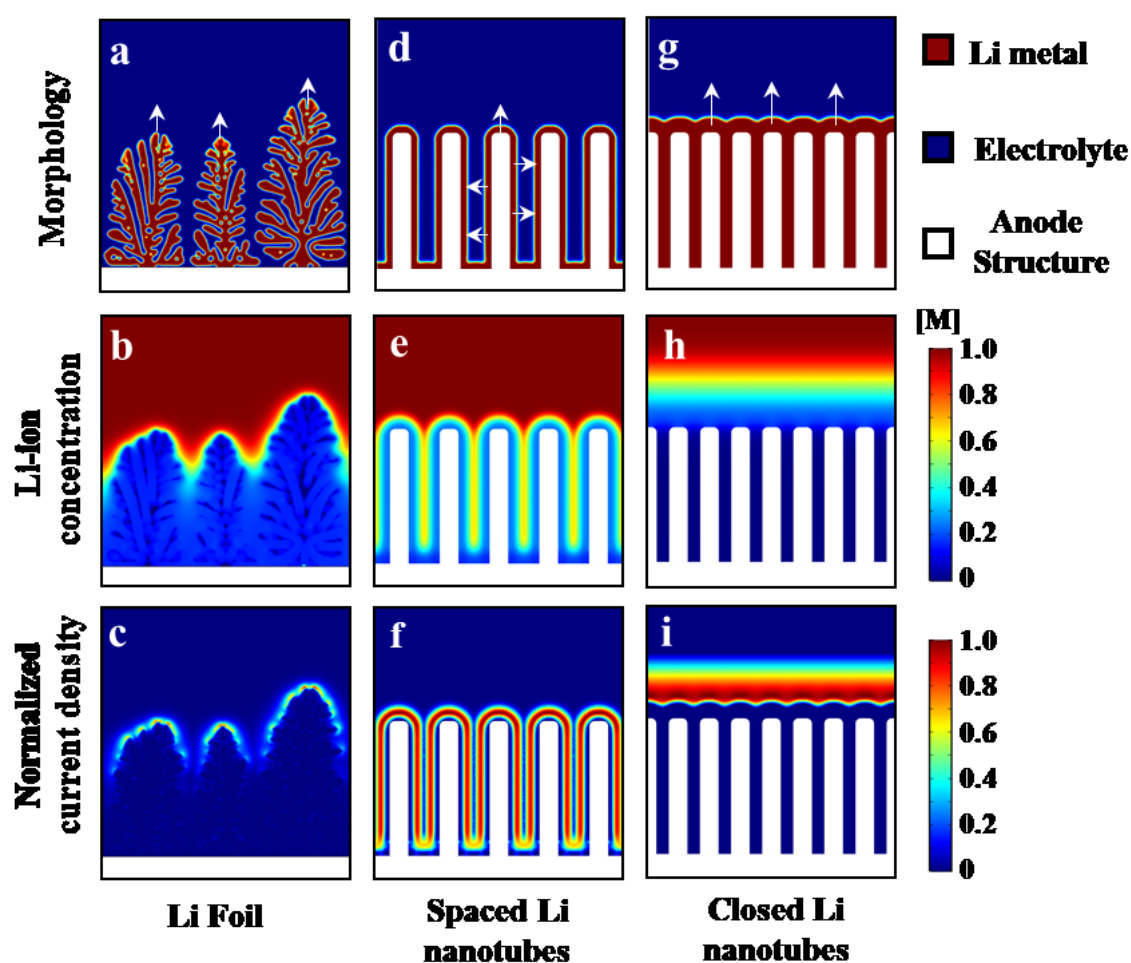 Morphology
a
d
g
Li metal
Electrolyte
Anode
Structure
Li-ion
concentration
b
e
h
[M]
1.0
0.8
0.6
0.4
0.2
0
Normalized
current density
c
f
i
1.0
0.8
0.6
0.4
0.2
0
Li Foil
Spaced Li
nanotubes
Closed Li
nanotubes